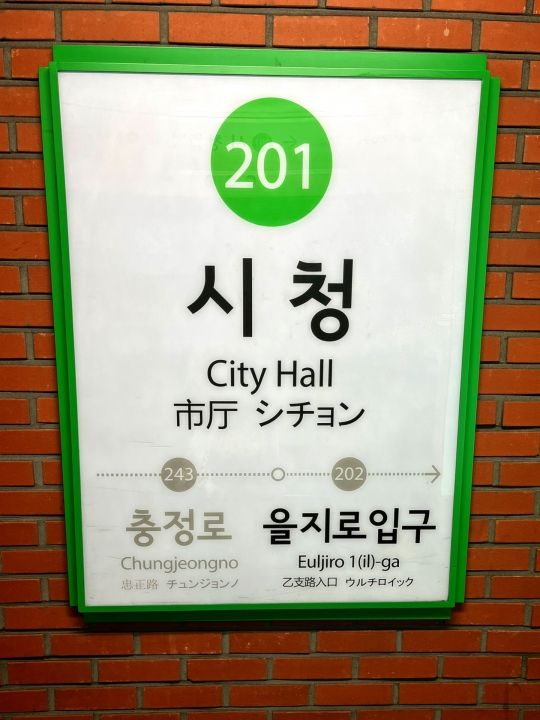 201
시청
City Hall
市厅 シチョン
243 202
충정로 을지로입구
Chungjeongno Euljiro 1(il)-ga
忠正路 チュンジョンノ 乙支路入口 ウルチロイック